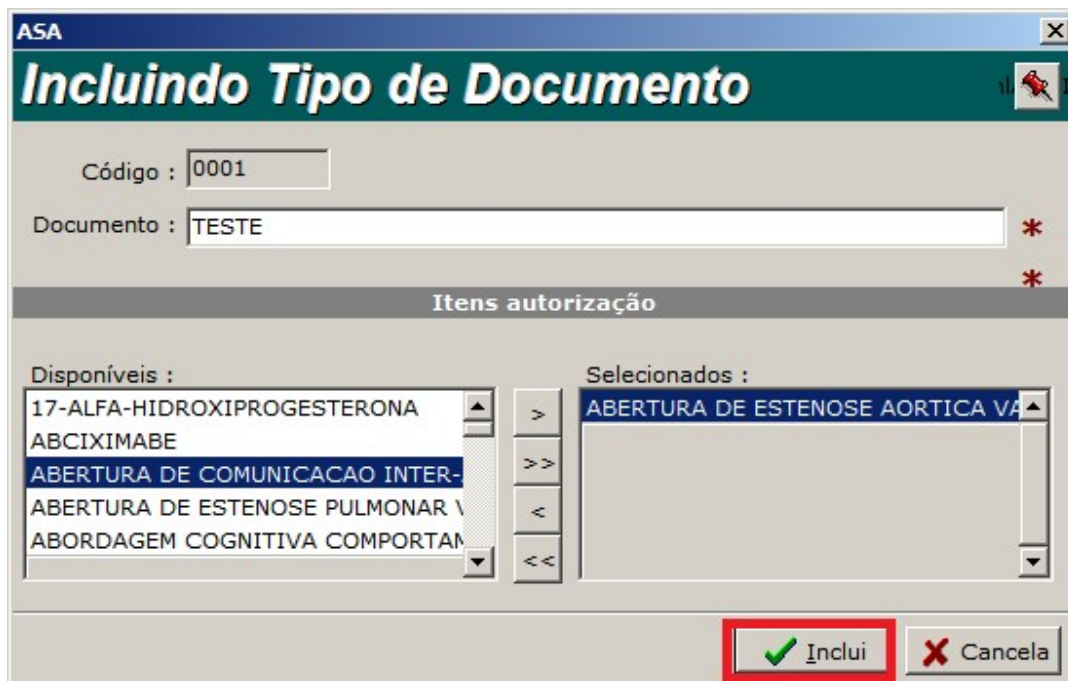 ASA
Incluindo Tipo de Documento
Código : 0001
Documento : TESTE *
*
Itens autorização
Disponíveis :
17-ALFA-HIDROXIPROGESTERONA
ABCIXIMABE
ABERTURA DE COMUNICACAO INTER-
ABERTURA DE ESTENOSE PULMONAR V
ABORDAGEM COGNITIVA COMPORTAM
>
>>
<
<<
Selecionados :
ABERTURA DE ESTENOSE AORTICA VA
Inclui
Cancela